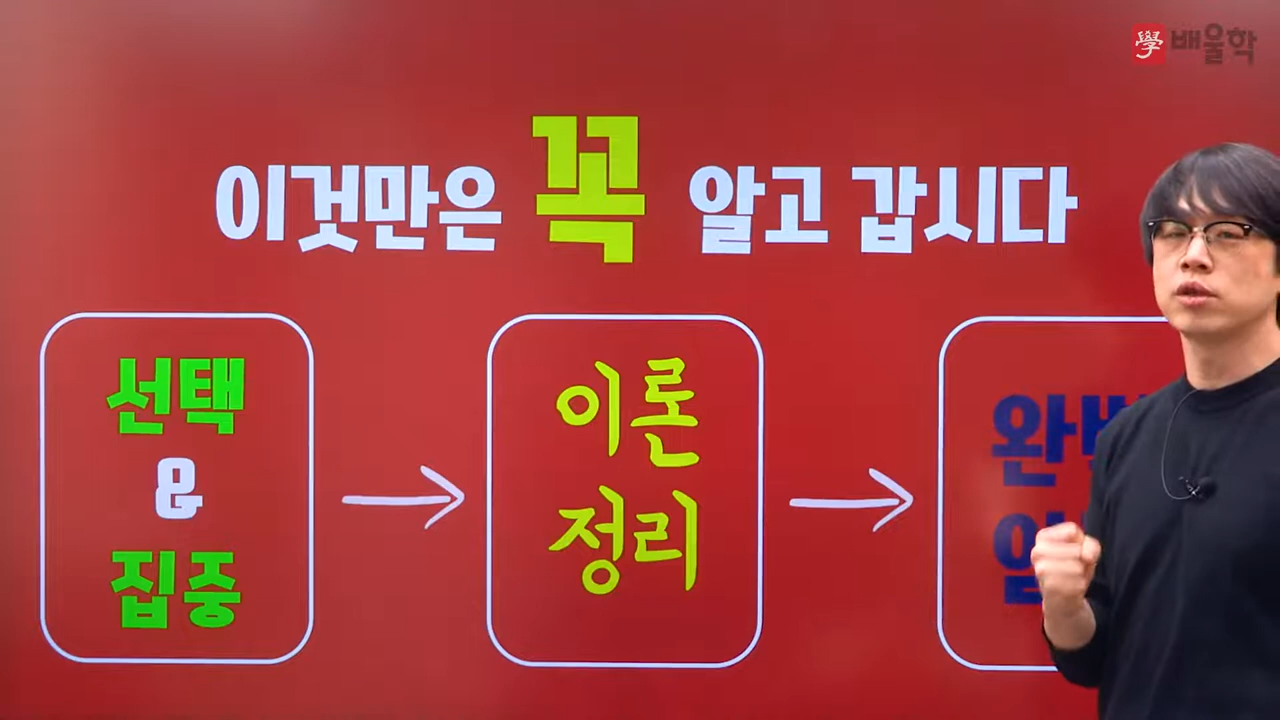 學 배울학
이것만은 꼭 알고 갑시다
선택
&
집중
이론
정리